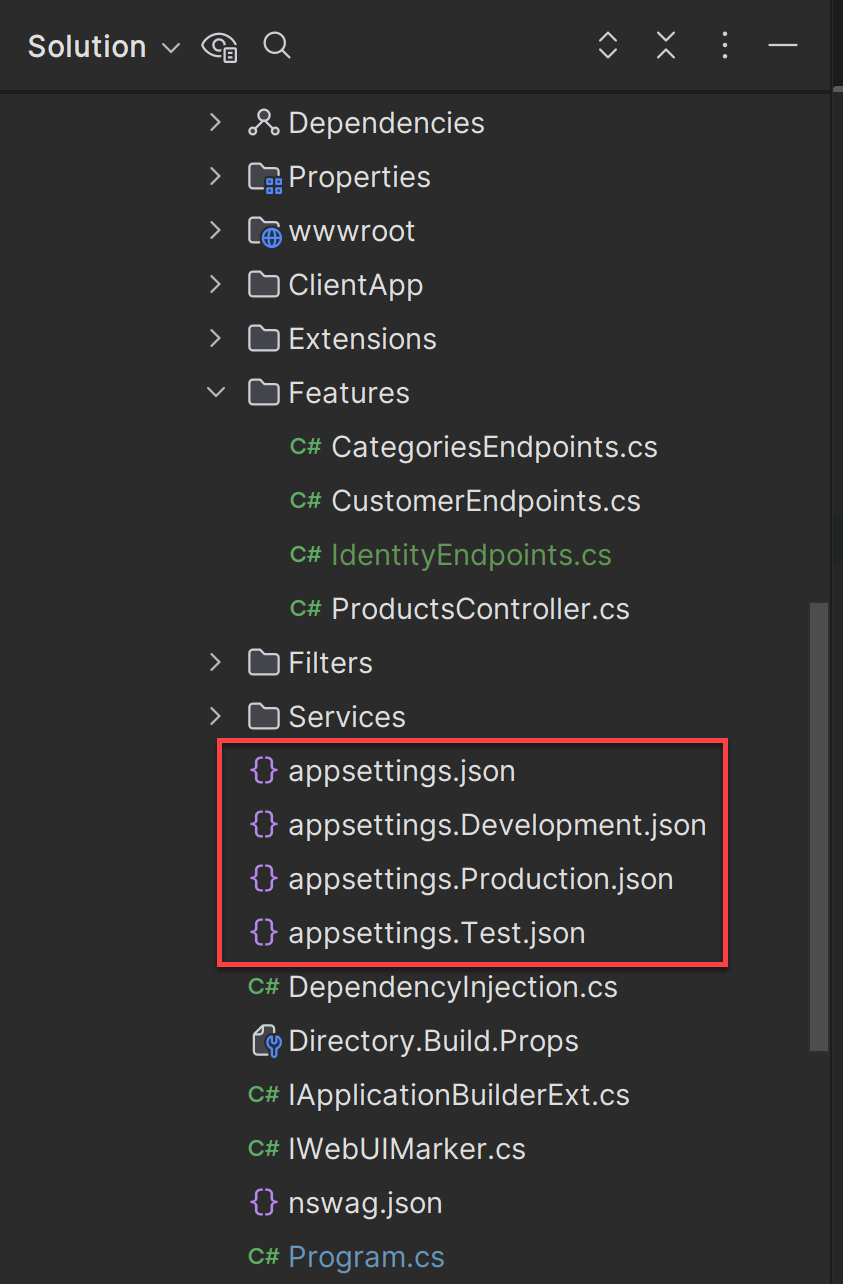 Solution
Dependencies
Properties
wwwroot
ClientApp
Extensions
Features
C# CategoriesEndpoints.cs
C# CustomerEndpoints.cs
C# IdentityEndpoints.cs
C# ProductsController.cs
Filters
Services
{} appsettings.json
{} appsettings.Development.json
{} appsettings.Production.json
{} appsettings.Test.json
C# DependencyInjection.cs
Directory.Build.Props
C# IApplicationBuilderExt.cs
C# IWebUIMarker.cs
{} nswag.json
C# Program.cs